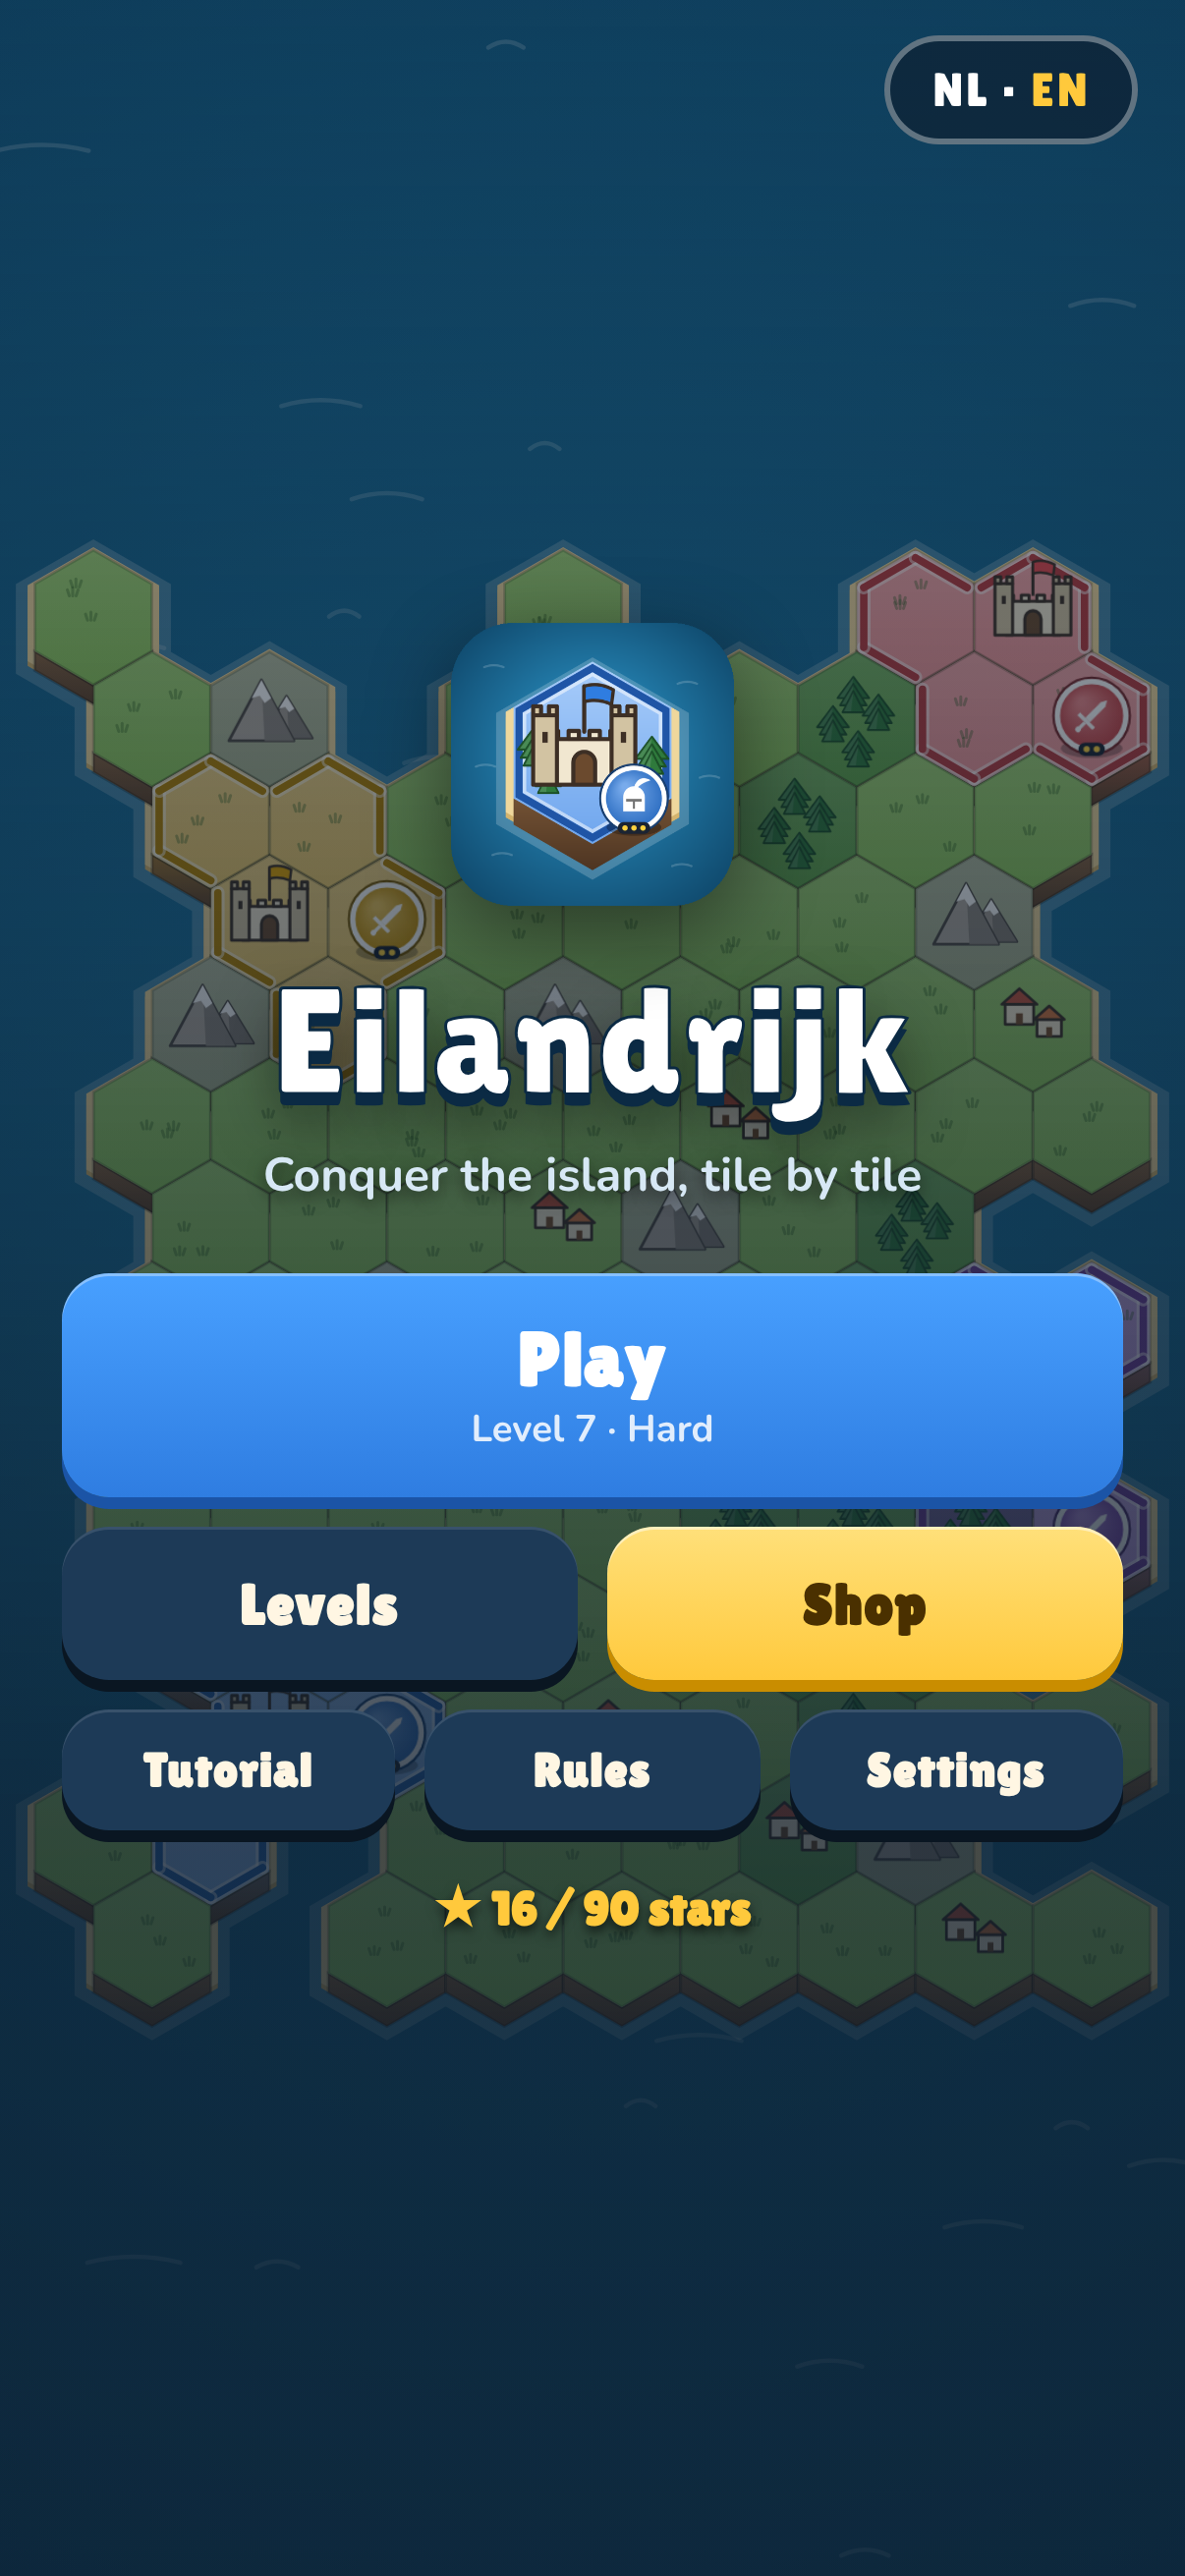 NL · EN
Eilandrijk
Conquer the island, tile by tile
Play
Level 7 · Hard
Levels
Shop
Tutorial
Rules
Settings
★ 16 / 90 stars